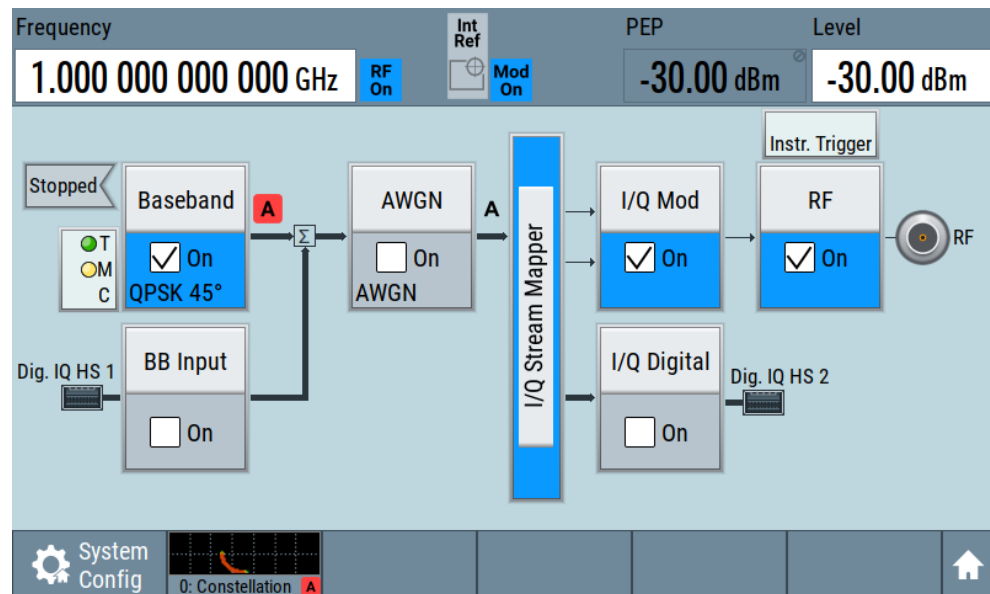 Frequency
Int
Ref
PEP
Level
1.000 000 000 000 GHz
RF
On
Mod
On
-30.00 dBm
-30.00 dBm
Instr. Trigger
Stopped
Baseband
A
AWGN
A
I/Q Mod
RF
T
M
C
On
QPSK 45°
Σ
On
AWGN
I/Q Stream Mapper
On
On
RF
Dig. IQ HS 1
BB Input
On
I/Q Digital
On
Dig. IQ HS 2
System
Config
0: Constellation A